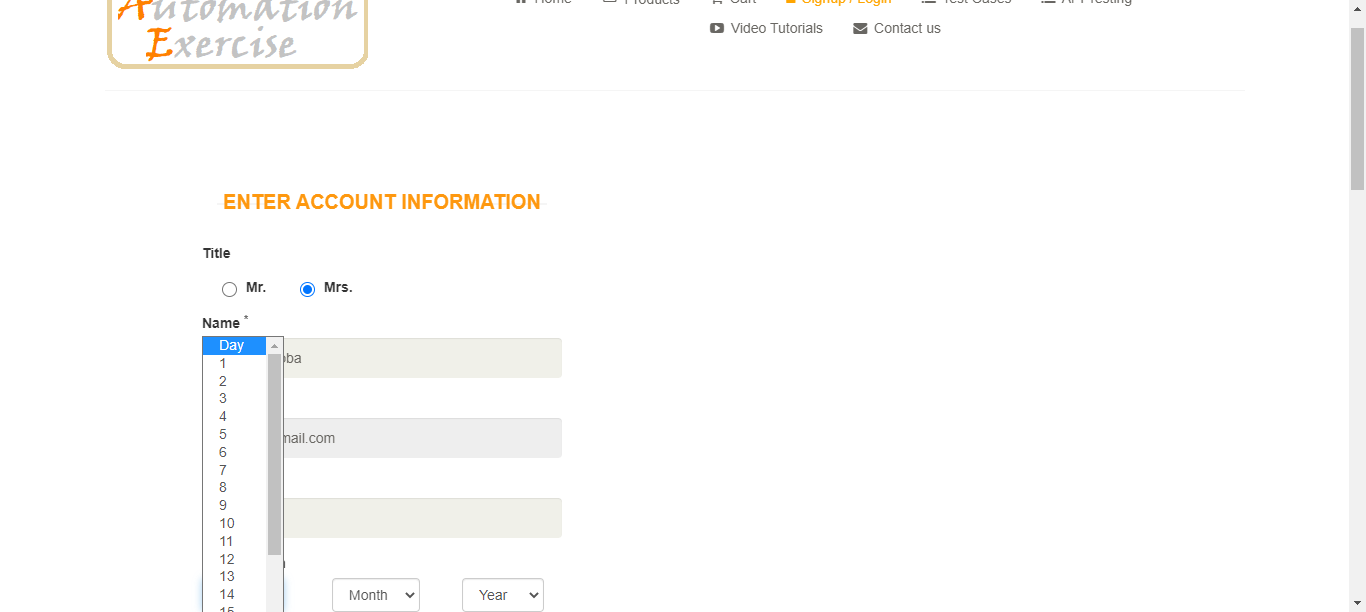 Automation
Exercise
Home Products Cart Signup / Login Test Cases API Testing
Video Tutorials Contact us
ENTER ACCOUNT INFORMATION
Title
Mr. Mrs.
Name *
Day
1
2
3
4
5
6
7
8
9
10
11
12
13
14
15
oba
mail.com
Month Year